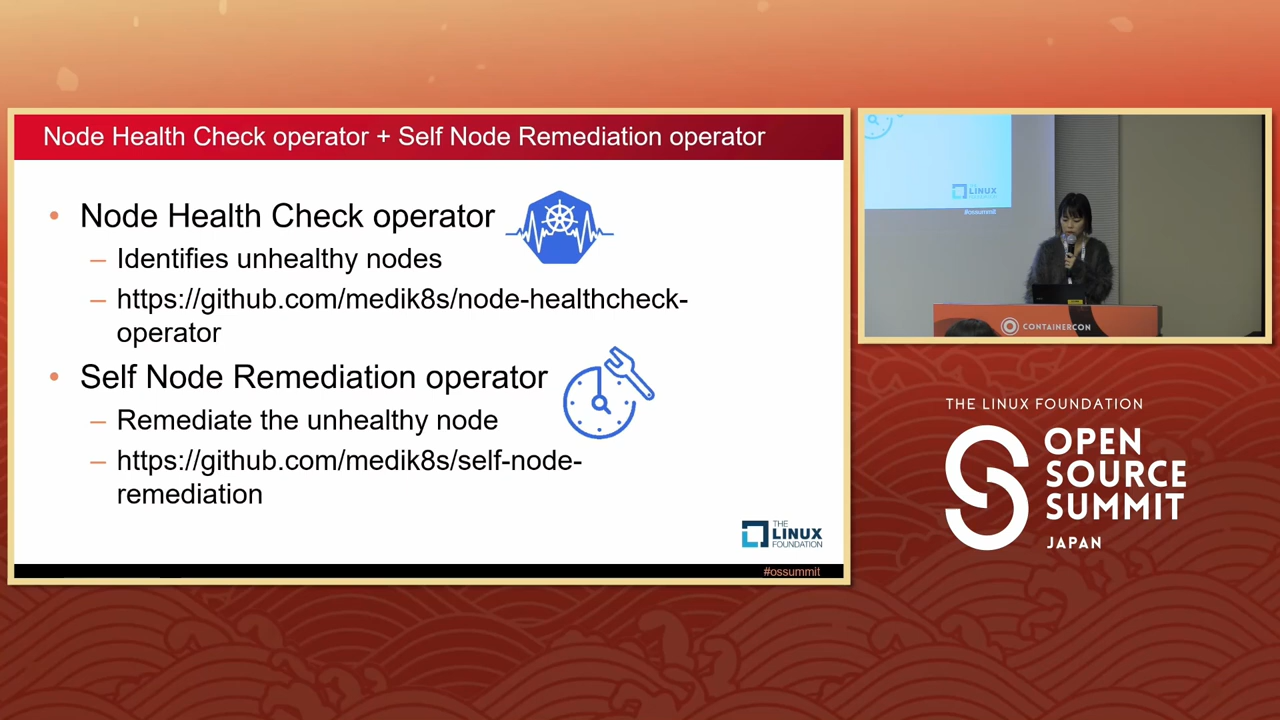 Node Health Check operator + Self Node Remediation operator
• Node Health Check operator
– Identifies unhealthy nodes
– https://github.com/medik8s/node-healthcheck-
operator
• Self Node Remediation operator
– Remediate the unhealthy node
– https://github.com/medik8s/self-node-
remediation
THE
LINUX
FOUNDATION
#ossummit
THE
LINUX
FOUNDATION
#ossummit
CONTAINERCON
THE LINUX FOUNDATION
OPEN
SOURCE
SUMMIT
JAPAN